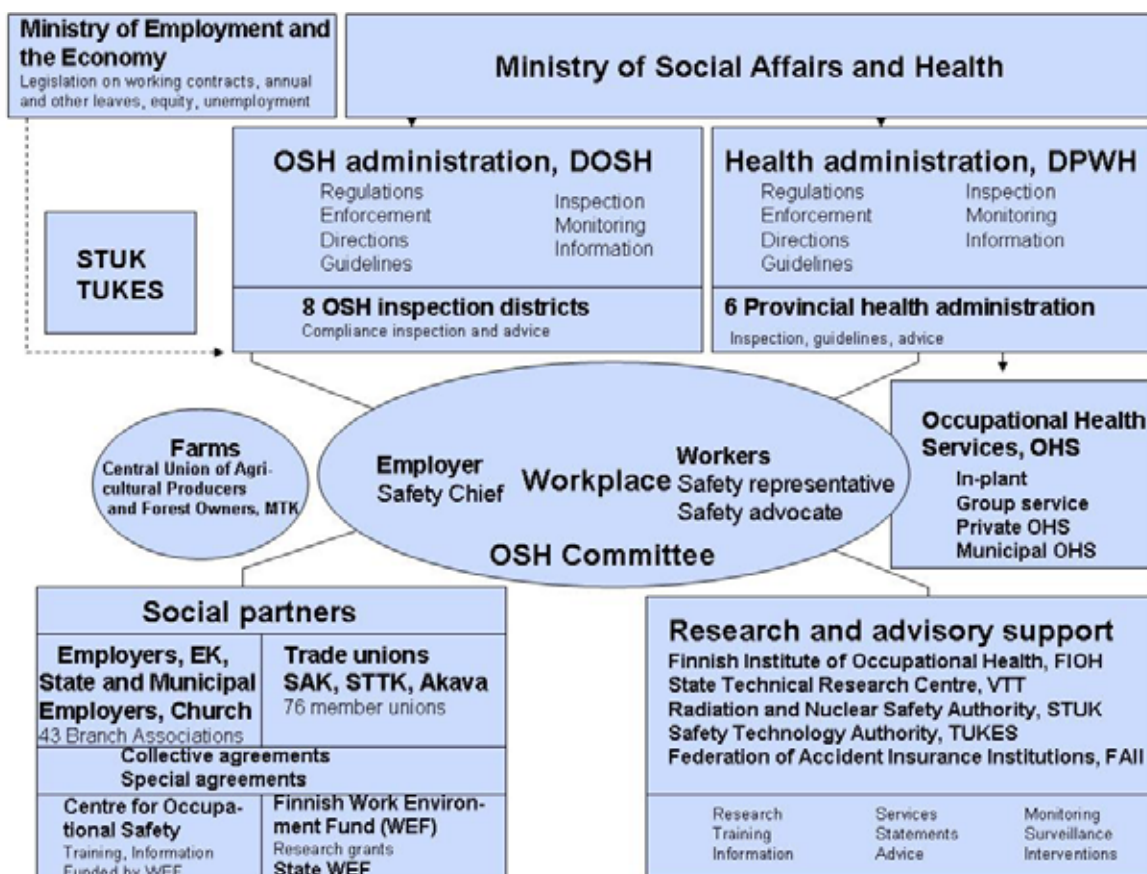 Ministry of Employment and
the Economy
Legislation on working contracts, annual
and other leaves, equity, unemployment
Ministry of Social Affairs and Health
OSH administration, DOSH
Regulations
Enforcement
Directions
Guidelines
Inspection
Monitoring
Information
8 OSH inspection districts
Compliance inspection and advice
Health administration, DPWH
Regulations
Enforcement
Directions
Guidelines
Inspection
Monitoring
Information
6 Provincial health administration
Inspection, guidelines, advice
STUK
TUKES
Farms
Central Union of Agri-
cultural Producers
and Forest Owners, MTK
Employer
Safety Chief
Workplace
Workers
Safety representative
Safety advocate
OSH Committee
Occupational Health
Services, OHS
In-plant
Group service
Private OHS
Municipal OHS
Social partners
Employers, EK,
State and Municipal
Employers, Church
43 Branch Associations
Trade unions
SAK, STTK, Akava
76 member unions
Collective agreements
Special agreements
Centre for Occupa-
tional Safety
Training, Information
Funded by WEF
Finnish Work Environ-
ment Fund (WEF)
Research grants
State WEF
Research and advisory support
Finnish Institute of Occupational Health, FIOH
State Technical Research Centre, VTT
Radiation and Nuclear Safety Authority, STUK
Safety Technology Authority, TUKES
Federation of Accident Insurance Institutions, FAII
Research
Training
Information
Services
Statements
Advice
Monitoring
Surveillance
Interventions